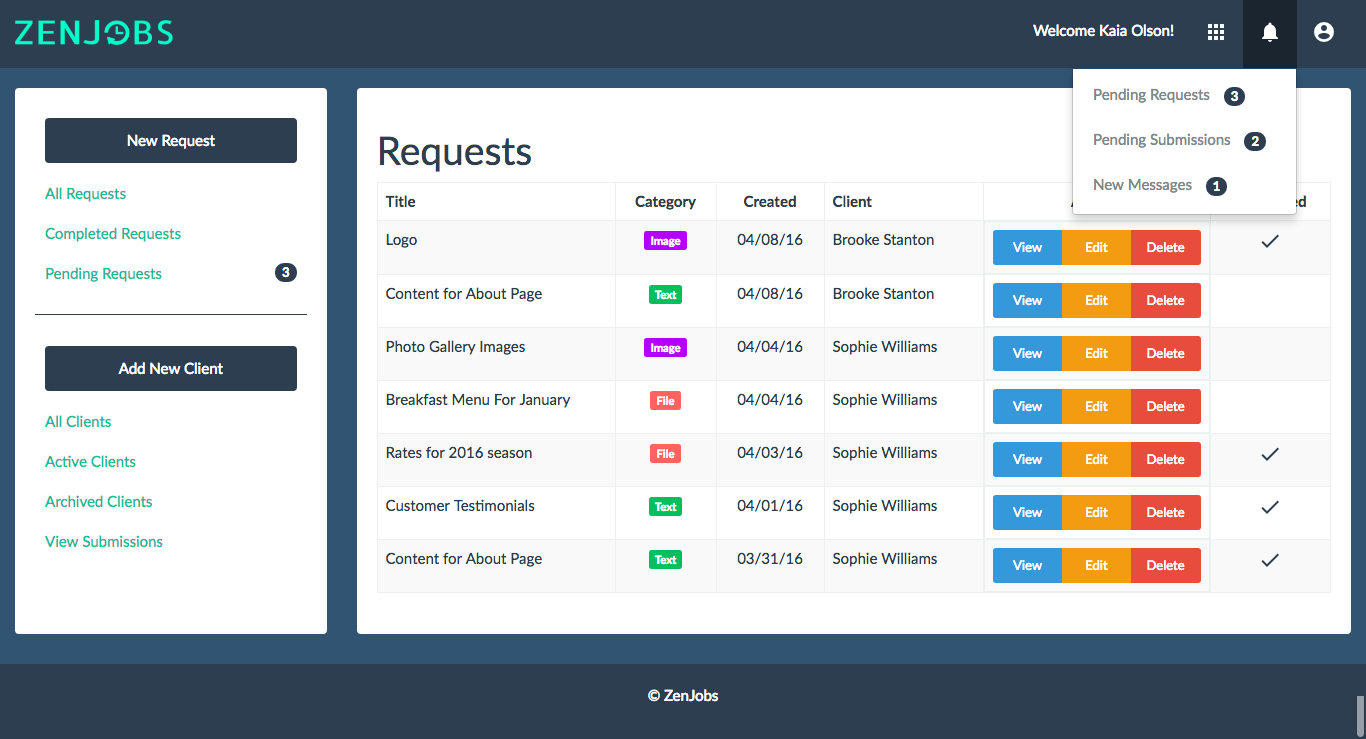 ZENJOBS
Welcome Kaia Olson!
Pending Requests 3
Pending Submissions 2
New Messages 1
New Request
All Requests
Completed Requests
Pending Requests 3
Add New Client
All Clients
Active Clients
Archived Clients
View Submissions
Requests
Title Category Created Client
Logo Image 04/08/16 Brooke Stanton View Edit Delete
Content for About Page Text 04/08/16 Brooke Stanton View Edit Delete
Photo Gallery Images Image 04/04/16 Sophie Williams View Edit Delete
Breakfast Menu For January File 04/04/16 Sophie Williams View Edit Delete
Rates for 2016 season File 04/03/16 Sophie Williams View Edit Delete
Customer Testimonials Text 04/01/16 Sophie Williams View Edit Delete
Content for About Page Text 03/31/16 Sophie Williams View Edit Delete
© ZenJobs